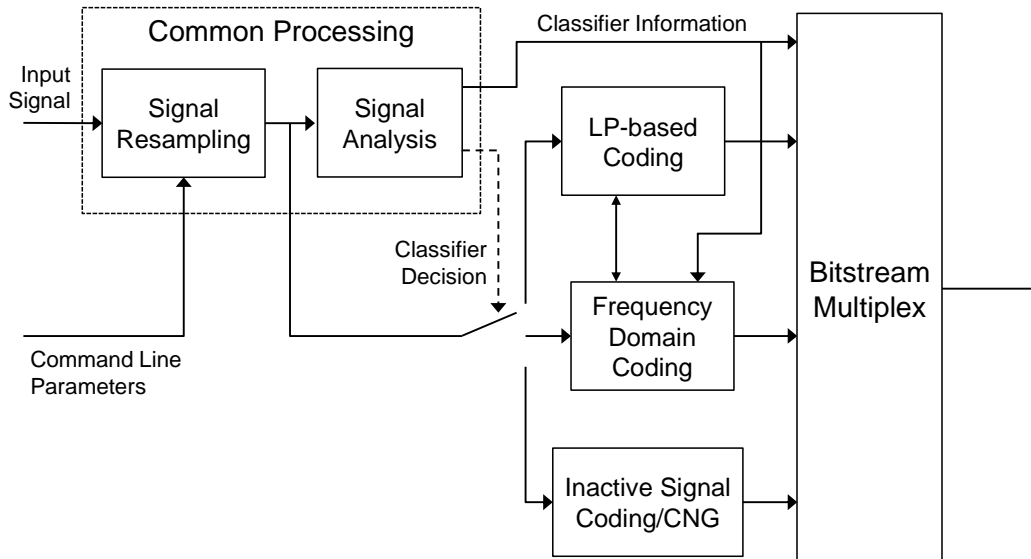 Common Processing
Classifier Information
Input
Signal
Signal
Resampling
Signal
Analysis
LP-based
Coding
Classifier
Decision
Frequency
Domain
Coding
Bitstream
Multiplex
Command Line
Parameters
Inactive Signal
Coding/CNG